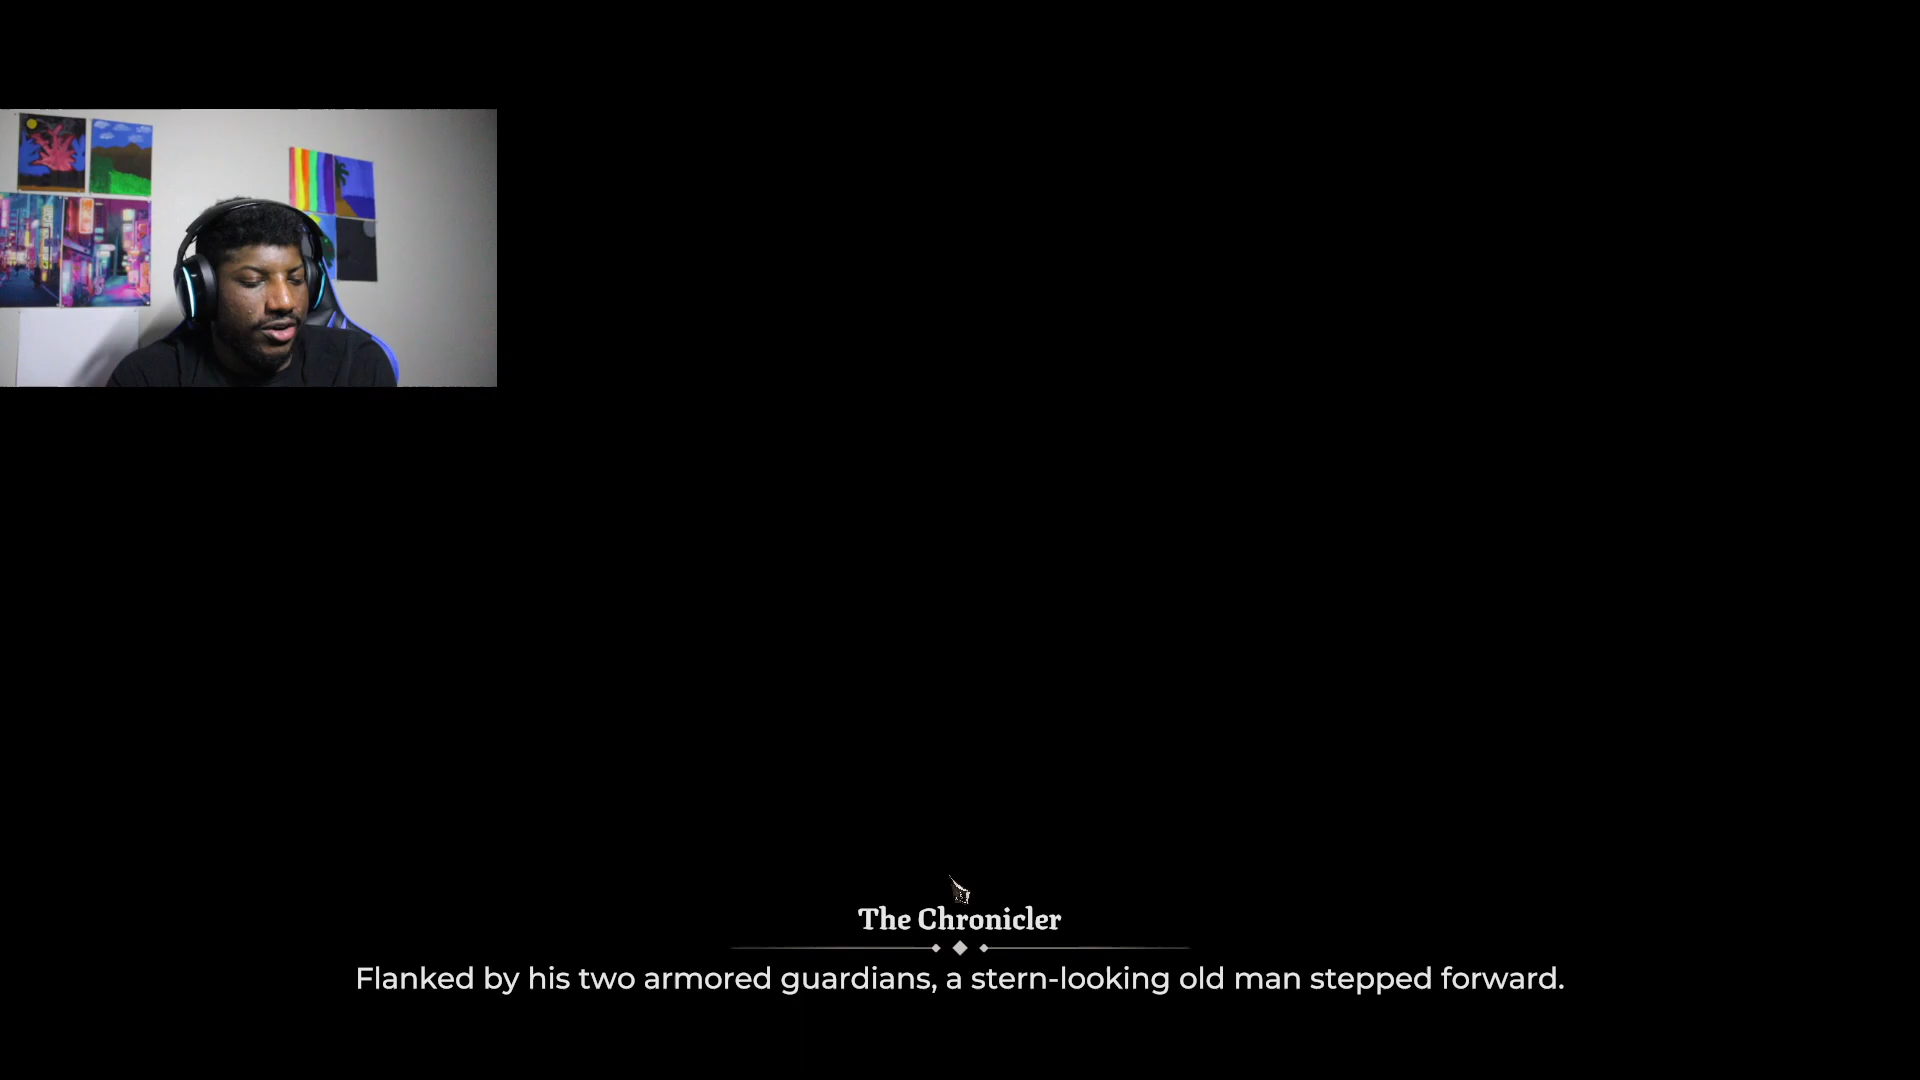 The Chronicler
Flanked by his two armored guardians, a stern-looking old man stepped forward.